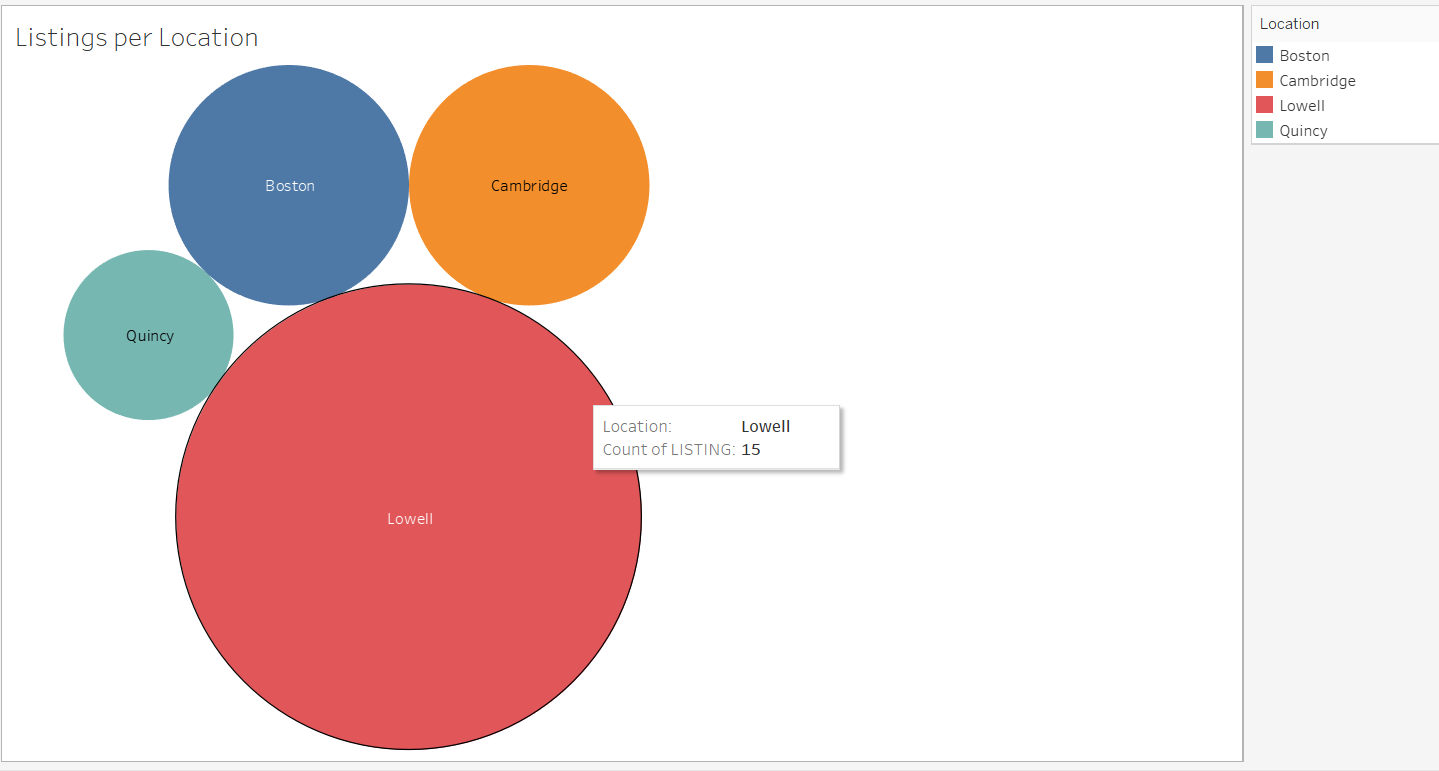 Listings per Location
Boston
Cambridge
Quincy
Location: Lowell
Count of LISTING: 15
Lowell
Location
Boston
Cambridge
Lowell
Quincy